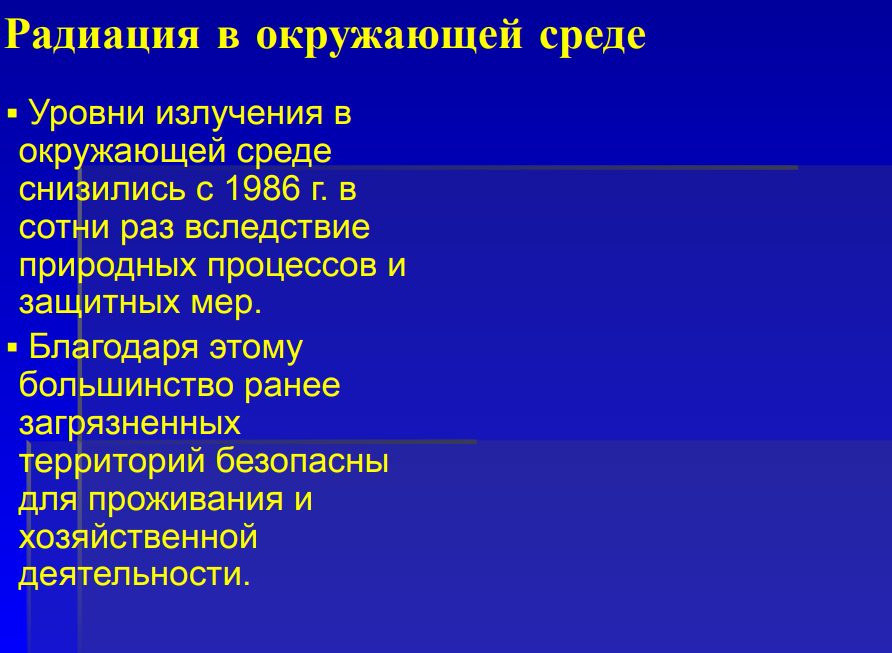 Радиация в окружающей среде
▪ Уровни излучения в
окружающей среде
снизились с 1986 г. в
сотни раз вследствие
природных процессов и
защитных мер.
▪ Благодаря этому
большинство ранее
загрязненных
территорий безопасны
для проживания и
хозяйственной
деятельности.